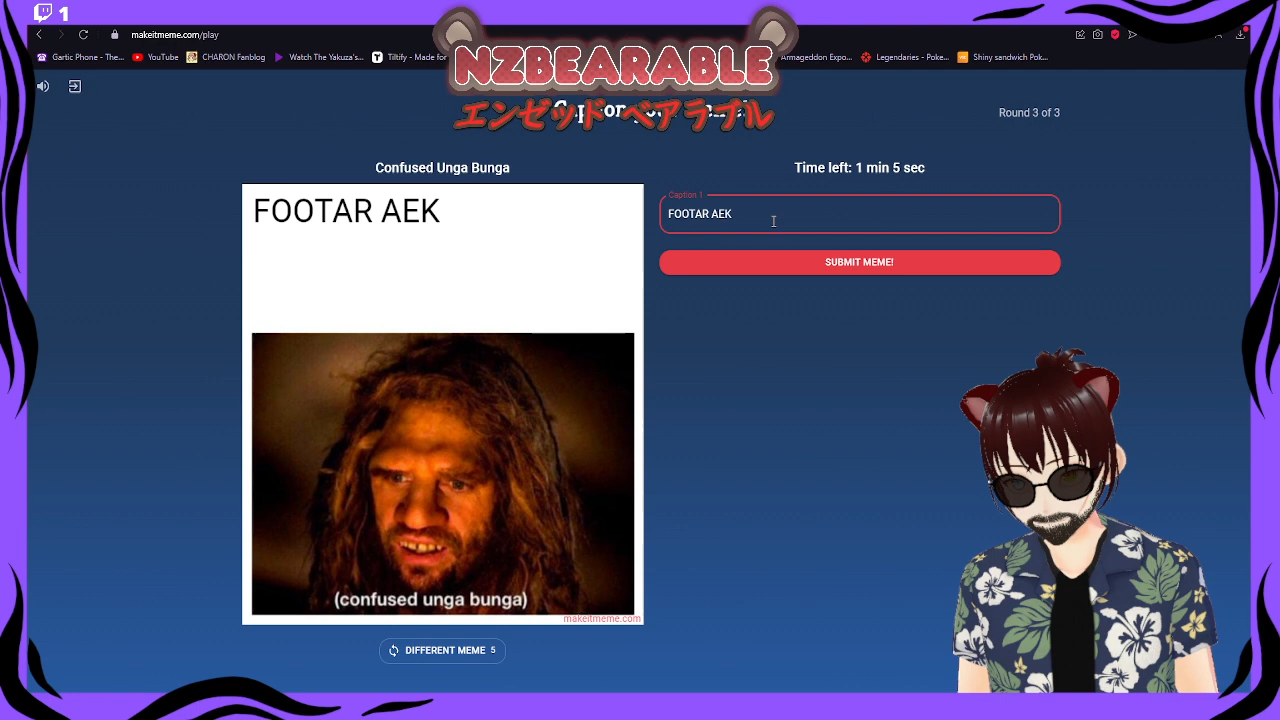 1
makeitmeme.com/play
Gartic Phone - The...
YouTube
CHARON Fanblog
Watch The Yakuza's...
Tiltify - Made for
Armageddon Expo...
Legendaries - Poke...
Shiny sandwich Pok...
NZBEARABLE
エンゼッド ベアラブル
Round 3 of 3
Confused Unga Bunga
Time left: 1 min 5 sec
FOOTAR AEK
Caption 1
FOOTAR AEK
SUBMIT MEME!
(confused unga bunga)
makeitmeme.com
DIFFERENT MEME 5